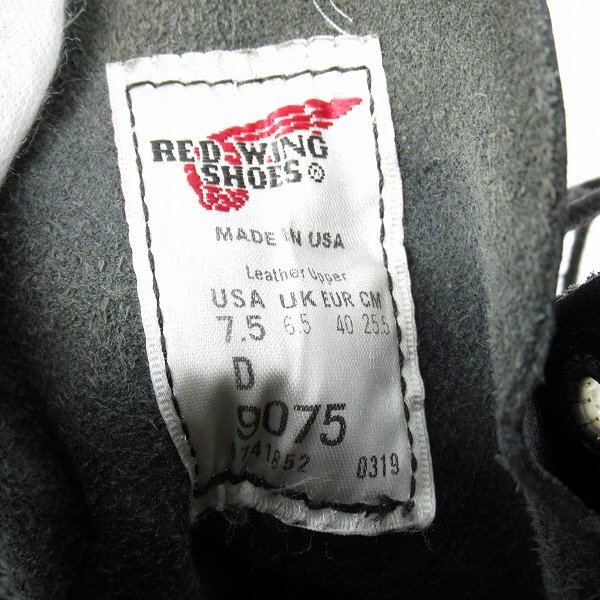 RED WING
SHOES®
MADE IN USA
Leather Upper
USA UK EUR CM
7.5 6.5 40 25.5
D
9075
1741852 0319